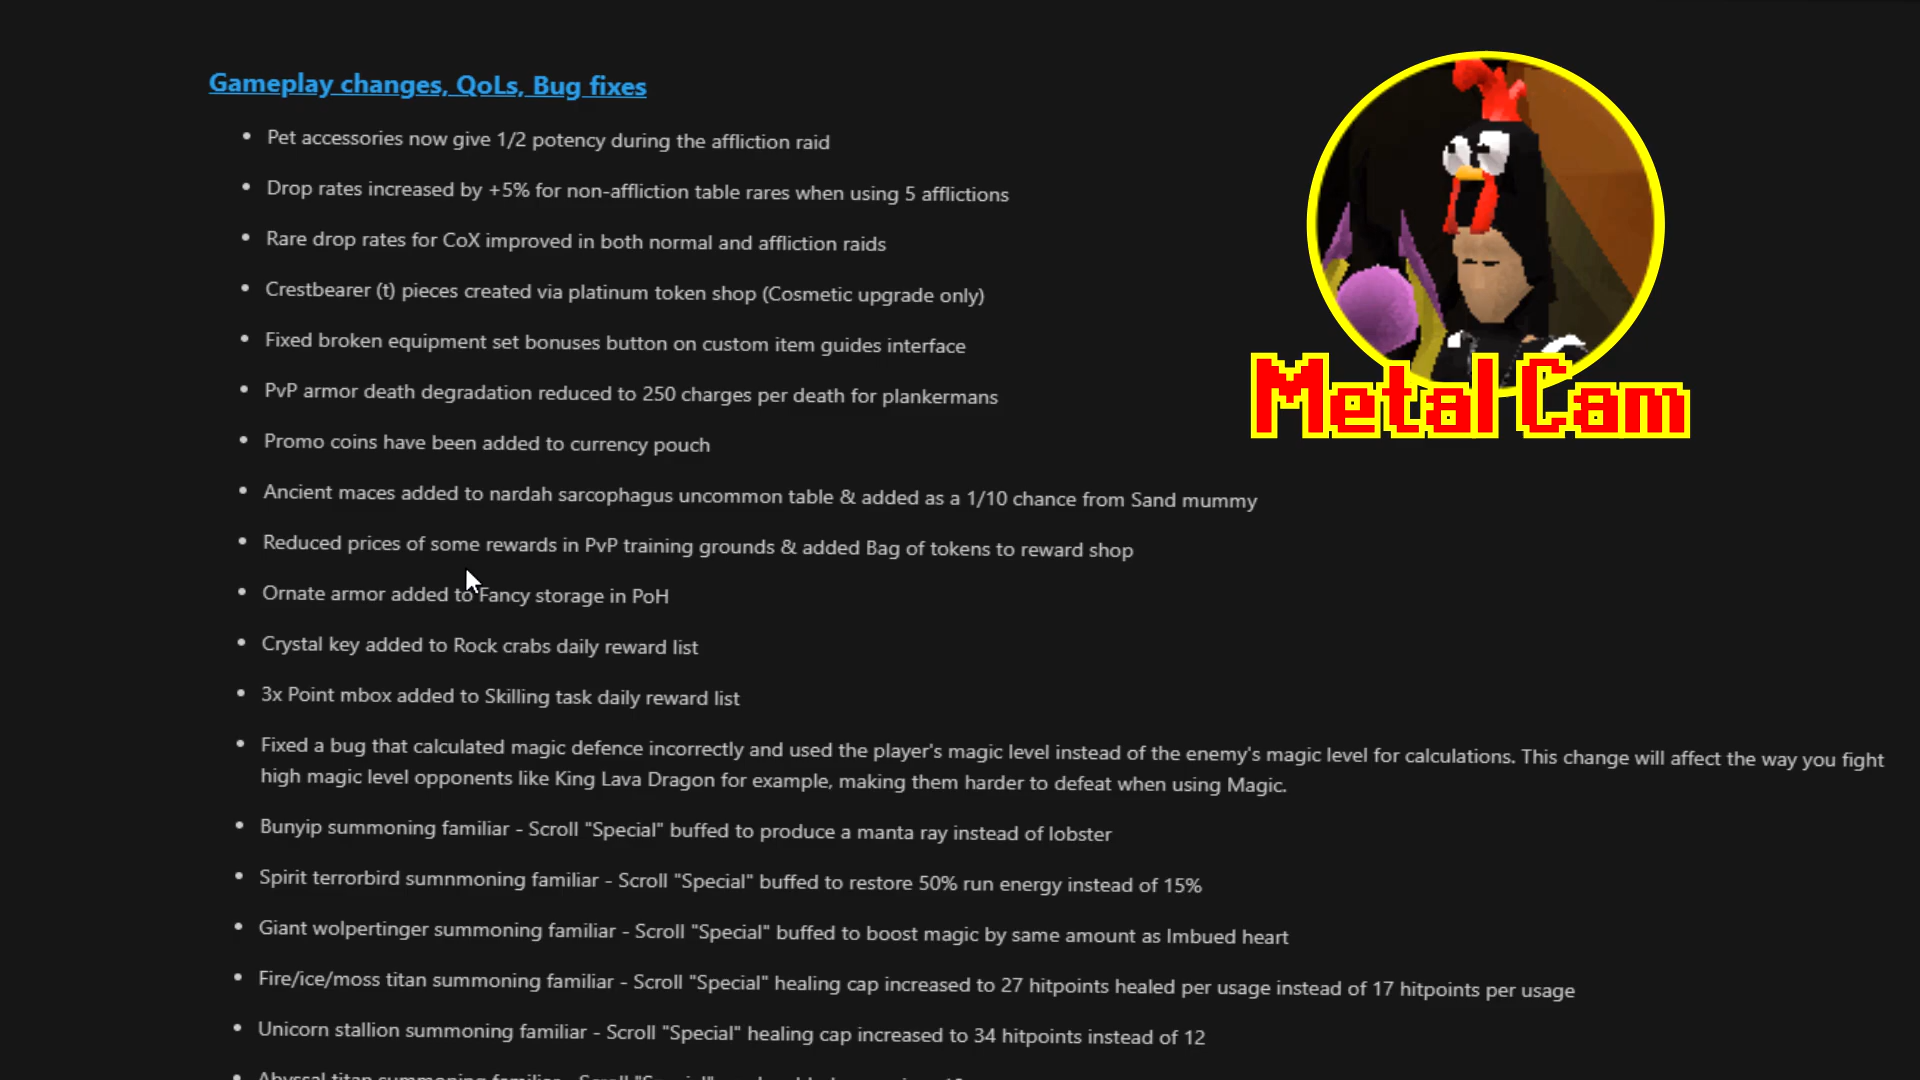 Gameplay changes, QoLs, Bug fixes
Pet accessories now give 1/2 potency during the affliction raid
Drop rates increased by +5% for non-affliction table rares when using 5 afflictions
Rare drop rates for CoX improved in both normal and affliction raids
Crestbearer (t) pieces created via platinum token shop (Cosmetic upgrade only)
Fixed broken equipment set bonuses button on custom item guides interface
PvP armor death degradation reduced to 250 charges per death for plankermans
Metal Cam
Promo coins have been added to currency pouch
Ancient maces added to nardah sarcophagus uncommon table & added as a 1/10 chance from Sand mummy
Reduced prices of some rewards in PvP training grounds & added Bag of tokens to reward shop
Ornate armor added to Fancy storage in PoH
Crystal key added to Rock crabs daily reward list
3x Point mbox added to Skilling task daily reward list
Fixed a bug that calculated magic defence incorrectly and used the player's magic level instead of the enemy's magic level for calculations. This change will affect the way you fight
high magic level opponents like King Lava Dragon for example, making them harder to defeat when using Magic.
Bunyip summoning familiar - Scroll "Special" buffed to produce a manta ray instead of lobster
Spirit terrorbird sumnmoning familiar - Scroll "Special" buffed to restore 50% run energy instead of 15%
Giant wolpertinger summoning familiar - Scroll "Special" buffed to boost magic by same amount as Imbued heart
Fire/ice/moss titan summoning familiar - Scroll "Special" healing cap increased to 27 hitpoints healed per usage instead of 17 hitpoints per usage
Unicorn stallion summoning familiar - Scroll "Special" healing cap increased to 34 hitpoints instead of 12
Abyssal titan summoning familiar - Scroll "Special"